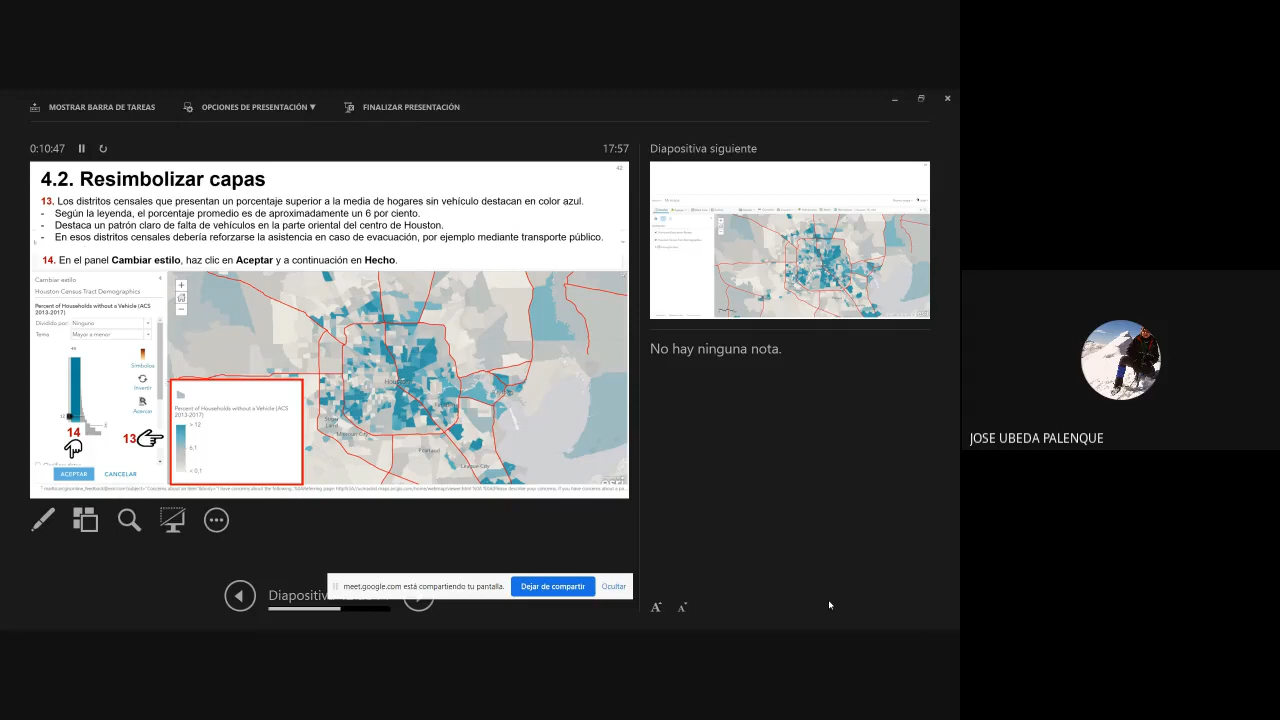 MOSTRAR BARRA DE TAREAS
OPCIONES DE PRESENTACIÓN ▼
FINALIZAR PRESENTACIÓN
0:10:47
17:57
42
4.2. Resimbolizar capas
13. Los distritos censales que presentan un porcentaje superior a la media de hogares sin vehículo destacan en color azul.
- Según la leyenda, el porcentaje promedio es de aproximadamente un 6 por ciento.
- Destaca un patrón claro de falta de vehículos en la parte oriental del centro de Houston.
- En esos distritos censales debería reforzarse la asistencia en caso de evacuación, por ejemplo mediante transporte público.
14. En el panel Cambiar estilo, haz clic en Aceptar y a continuación en Hecho.
Cambiar estilo
Houston Census Tract Demographics
Percent of Households without a Vehicle (ACS
2013-2017)
Dividido por: Ninguno
Tema Mayor a menor
Símbolos
Invertir
Acercar
12
14
13
ACEPTAR
CANCELAR
Percent of Households without a Vehicle (ACS
2013-2017)
> 12
6,1
< 0,1
Missouri City
Pearland
League City
esri
Diapositiva siguiente
No hay ninguna nota.
meet.google.com está compartiendo tu pantalla.
Dejar de compartir
Ocultar
A
A
JOSE UBEDA PALENQUE